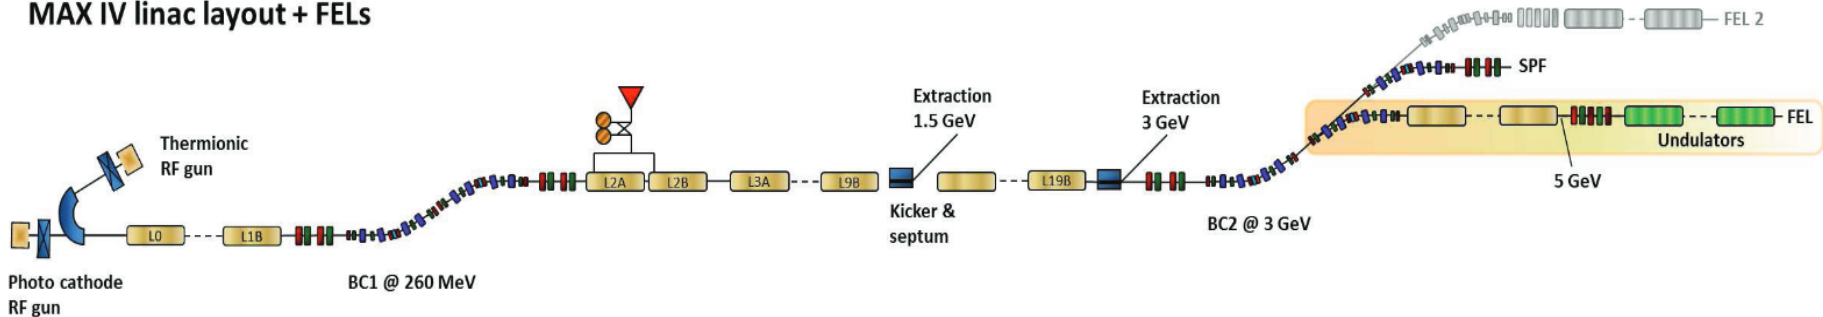 MAX IV linac layout + FELs
FEL 2
SPF
Extraction
1.5 GeV
Extraction
3 GeV
FEL
Undulators
Thermionic
RF gun
L2A
L2B
L3A
L9B
L19B
5 GeV
Kicker &
septum
BC2 @ 3 GeV
L0
L1B
Photo cathode
RF gun
BC1 @ 260 MeV